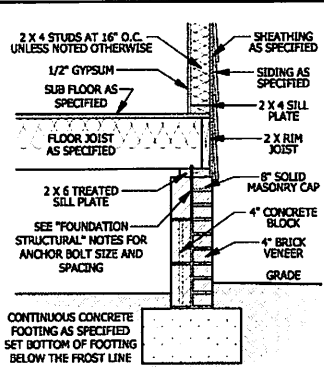 2 X 4 STUDS AT 16" O.C.
UNLESS NOTED OTHERWISE
1/2" GYPSUM
SUB FLOOR AS
SPECIFIED
FLOOR JOIST
AS SPECIFIED
2 X 6 TREATED
SILL PLATE
SEE "FOUNDATION
STRUCTURAL" NOTES FOR
ANCHOR BOLT SIZE AND
SPACING
CONTINUOUS CONCRETE
FOOTING AS SPECIFIED
SET BOTTOM OF FOOTING
BELOW THE FROST LINE
SHEATHING
AS SPECIFIED
SIDING AS
SPECIFIED
2 X 4 SILL
PLATE
2 X RIM
JOIST
8" SOLID
MASONRY CAP
4" CONCRETE
BLOCK
4" BRICK
VENEER
GRADE